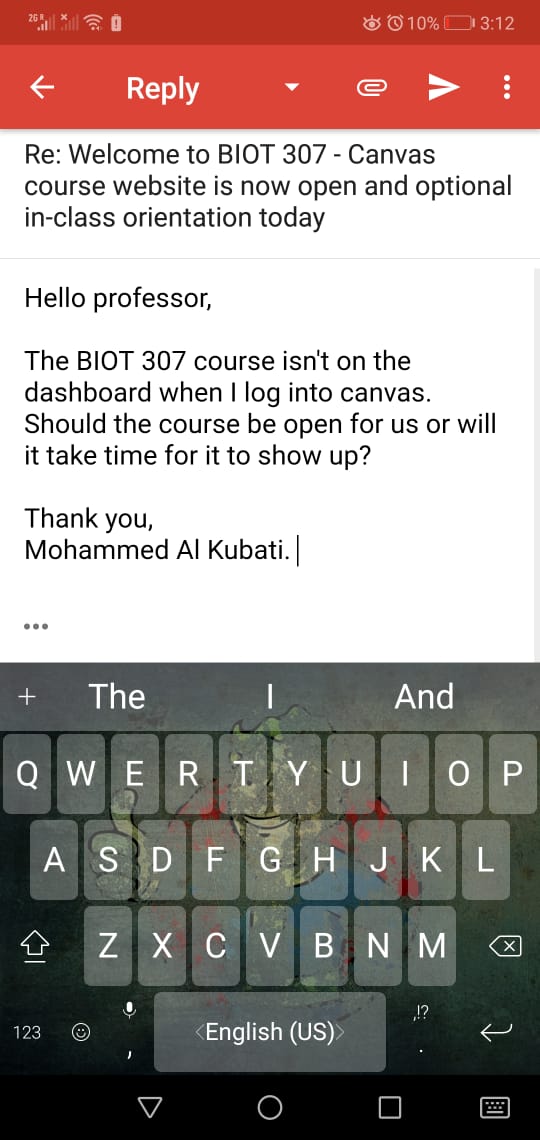 2G R 10% 3:12
Reply
Re: Welcome to BIOT 307 - Canvas
course website is now open and optional
in-class orientation today
Hello professor,
The BIOT 307 course isn't on the
dashboard when I log into canvas.
Should the course be open for us or will
it take time for it to show up?
Thank you,
Mohammed Al Kubati.
+ The I And
Q W E R T Y U I O P
A S D F G H J K L
Z X C V B N M
123 , English (US) ,!? .